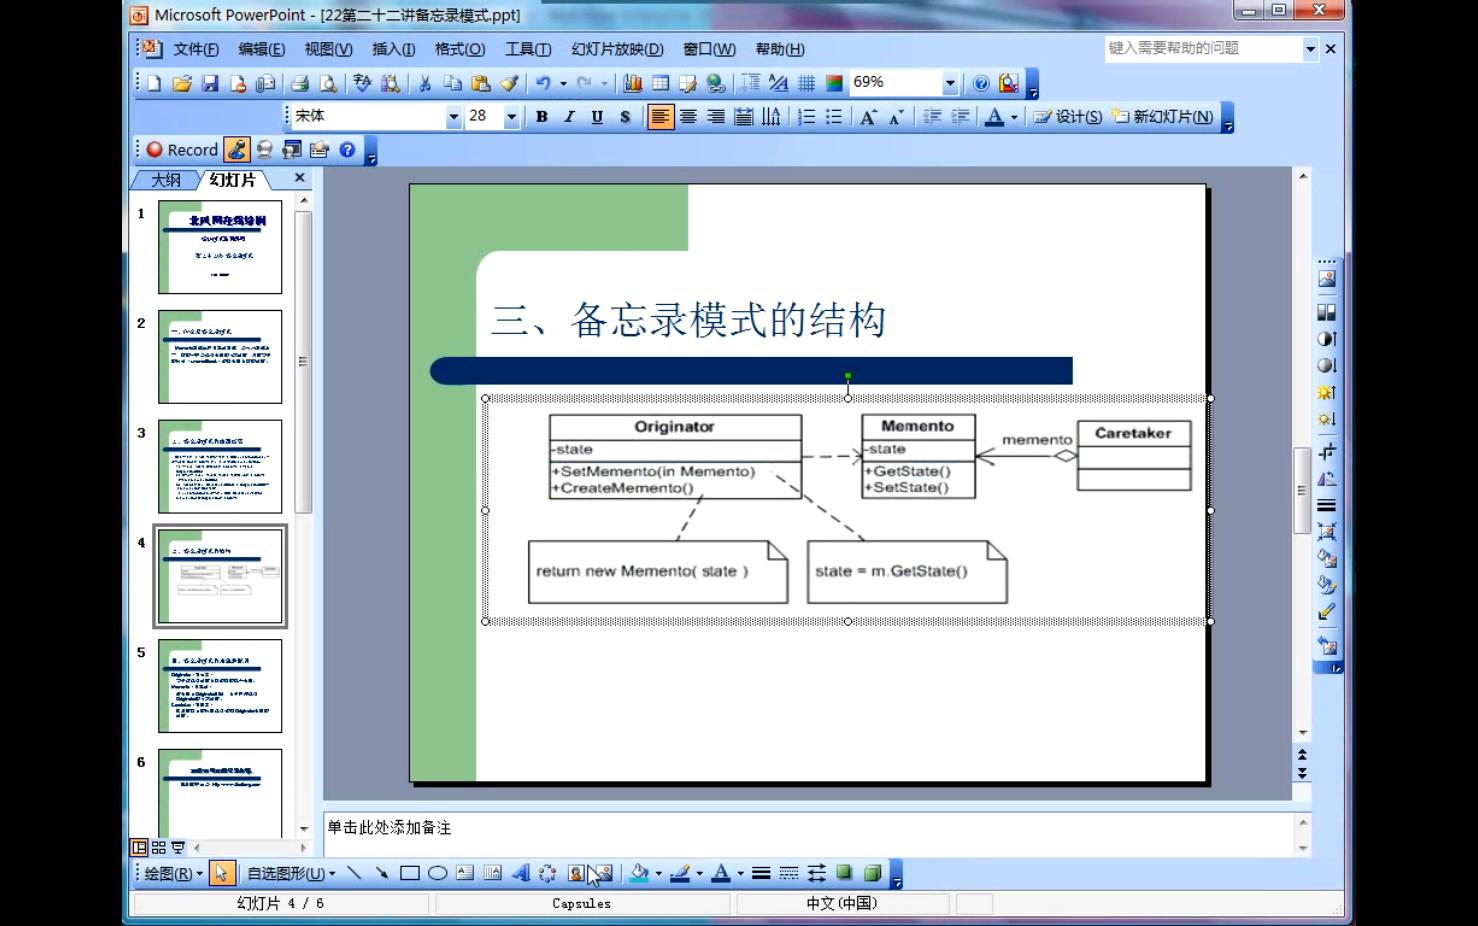 Microsoft PowerPoint - [22第二十二讲备忘录模式.ppt]
文件(F) 编辑(E) 视图(V) 插入(I) 格式(O) 工具(T) 幻灯片放映(D) 窗口(W) 帮助(H) 键入需要帮助的问题
69%
宋体 28 B I U S A A A 设计(S) 新幻灯片(N)
Record
大纲 幻灯片
1
2
3
4
5
6
三、备忘录模式的结构
Originator
-state
+SetMemento(in Memento)
+CreateMemento()
Memento
-state
+GetState()
+SetState()
memento
Caretaker
return new Memento( state )
state = m.GetState()
单击此处添加备注
绘图(R) 自选图形(U)
幻灯片 4 / 6 Capsules 中文(中国)